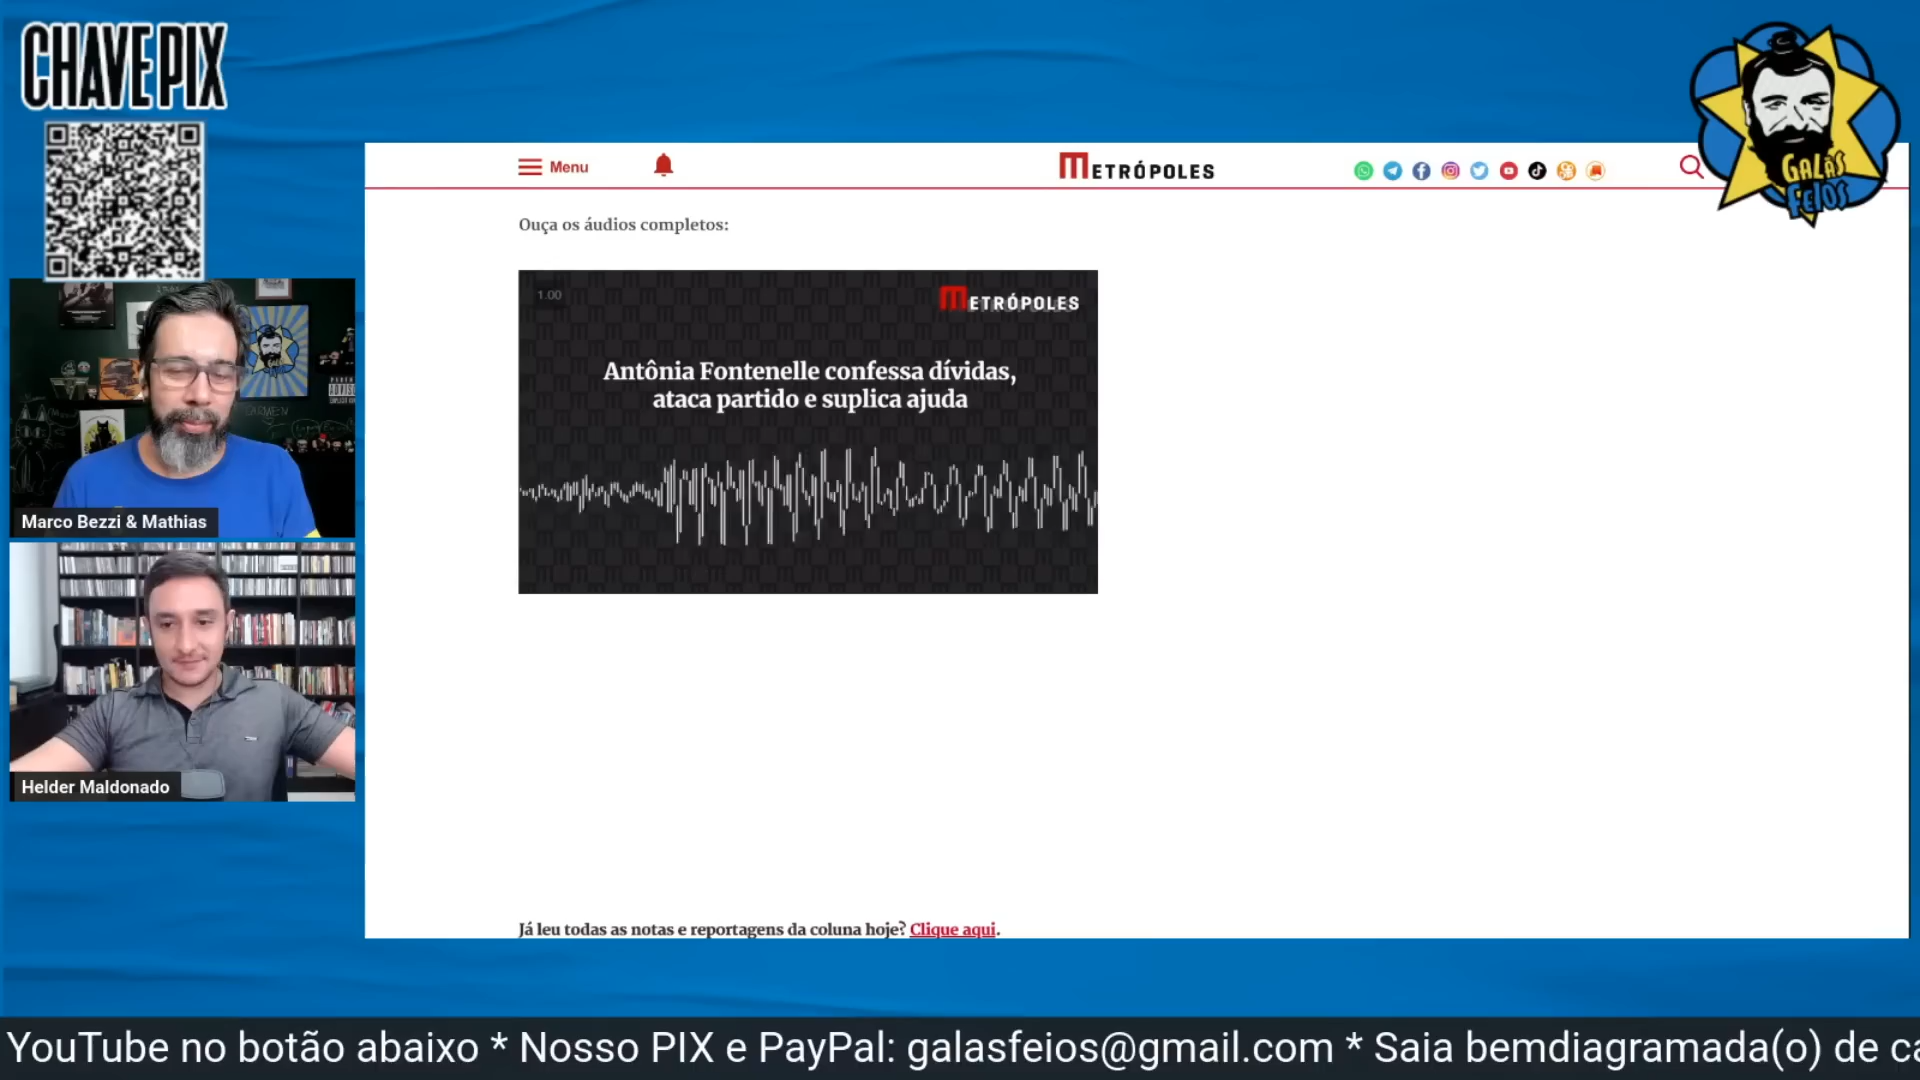 CHAVE PIX
GALÃS
FEIOS
Menu
METRÓPOLES
Ouça os áudios completos:
1.00
METRÓPOLES
Antônia Fontenelle confessa dívidas,
ataca partido e suplica ajuda
CARMEN
Marco Bezzi & Mathias
Helder Maldonado
Já leu todas as notas e reportagens da coluna hoje? Clique aqui.
YouTube no botão abaixo * Nosso PIX e PayPal: galasfeios@gmail.com * Saia bemdiagramada(o) de ca